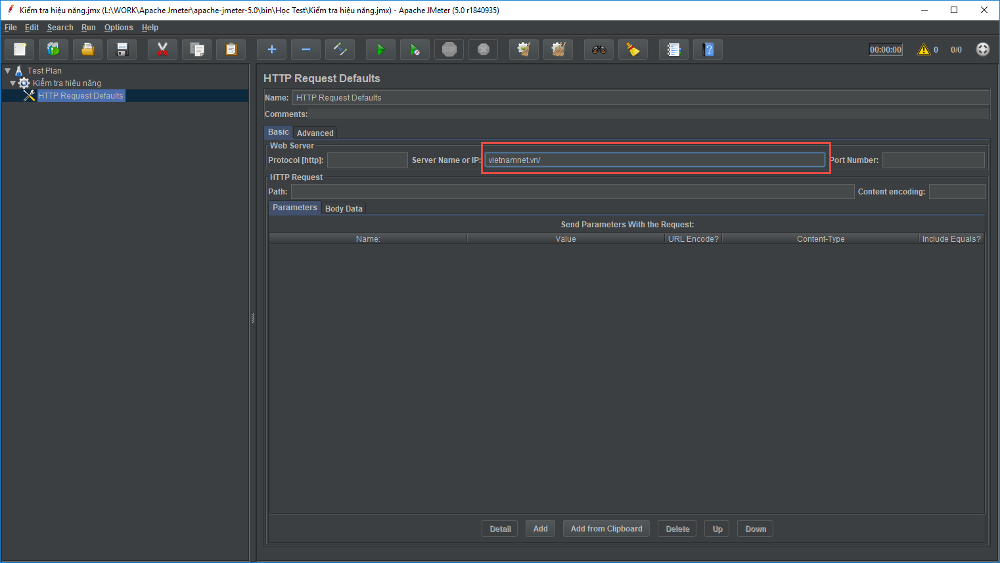 Kiểm tra hiệu năng.jmx (L:\WORK\Apache Jmeter\apache-jmeter-5.0\bin\Học Test\Kiểm tra hiệu năng.jmx) - Apache JMeter (5.0 r1840935)
File Edit Search Run Options Help
STOP 00:00:00 0 0/0
Test Plan
Kiểm tra hiệu năng
HTTP Request Defaults
HTTP Request Defaults
Name: HTTP Request Defaults
Comments:
Basic Advanced
Web Server
Protocol [http]: Server Name or IP: vietnamnet.vn/ Port Number:
HTTP Request
Path: Content encoding:
Parameters Body Data
Send Parameters With the Request:
Name: Value URL Encode? Content-Type Include Equals?
Detail Add Add from Clipboard Delete Up Down